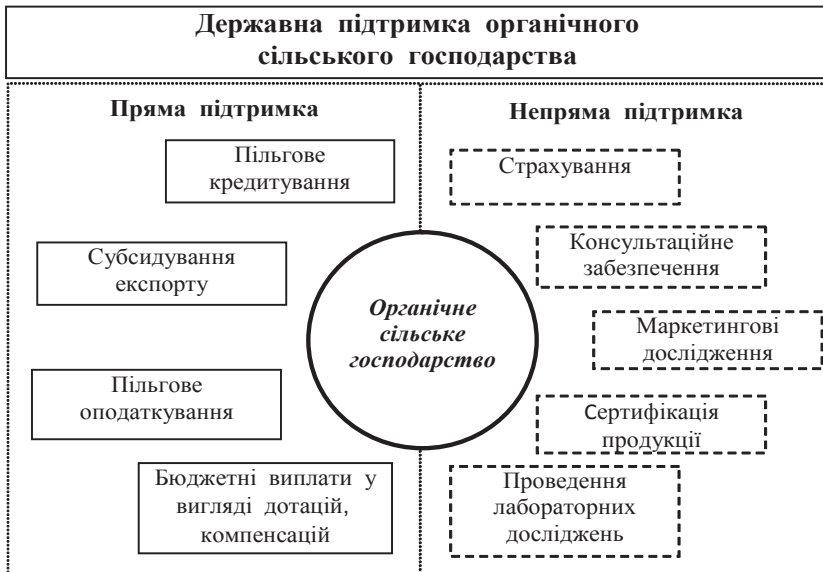 Державна підтримка органічного
сільського господарства
Пряма підтримка
Пільгове
кредитування
Субсидування
експорту
Пільгове
оподаткування
Бюджетні виплати у
вигляді дотацій,
компенсацій
Органічне
сільське
господарство
Непряма підтримка
Страхування
Консультаційне
забезпечення
Маркетингові
дослідження
Сертифікація
продукції
Проведення
лабораторних
досліджень